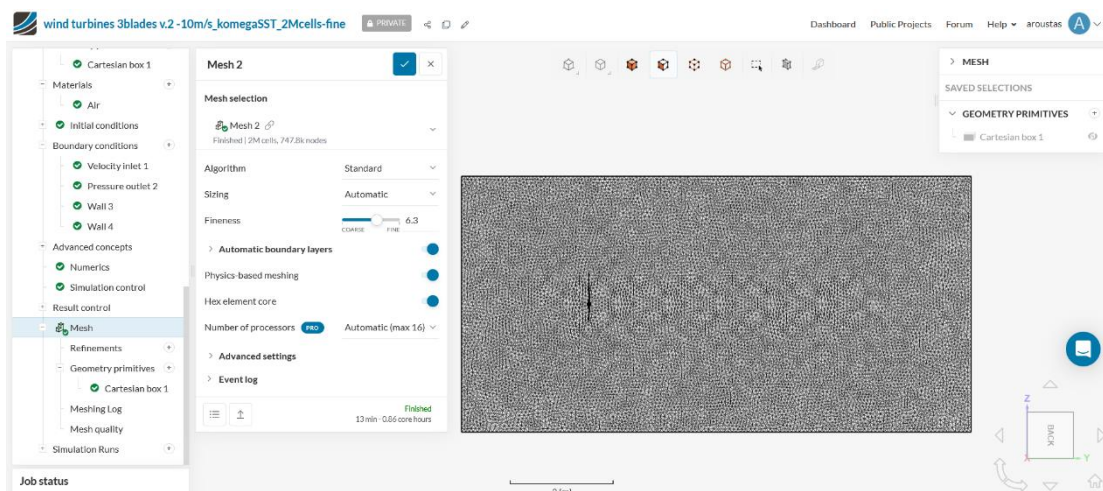 wind turbines 3blades v.2 -10m/s_komegaSST_2Mcells-fine
PRIVATE
Dashboard Public Projects Forum Help aroustas A
Cartesian box 1
Materials
Air
Initial conditions
Boundary conditions
Velocity inlet 1
Pressure outlet 2
Wall 3
Wall 4
Advanced concepts
Numerics
Simulation control
Result control
Mesh
Refinements
Geometry primitives
Cartesian box 1
Meshing Log
Mesh quality
Simulation Runs
Job status
Mesh 2
Mesh selection
Mesh 2
Finished | 2M cells, 747.8k nodes
Algorithm Standard
Sizing Automatic
Fineness 6.3
COARSE FINE
Automatic boundary layers
Physics-based meshing
Hex element core
Number of processors PRO Automatic (max 16)
Advanced settings
Event log
Finished
13 min - 0.86 core hours
MESH
SAVED SELECTIONS
GEOMETRY PRIMITIVES
Cartesian box 1
Z
BACK
X
Y